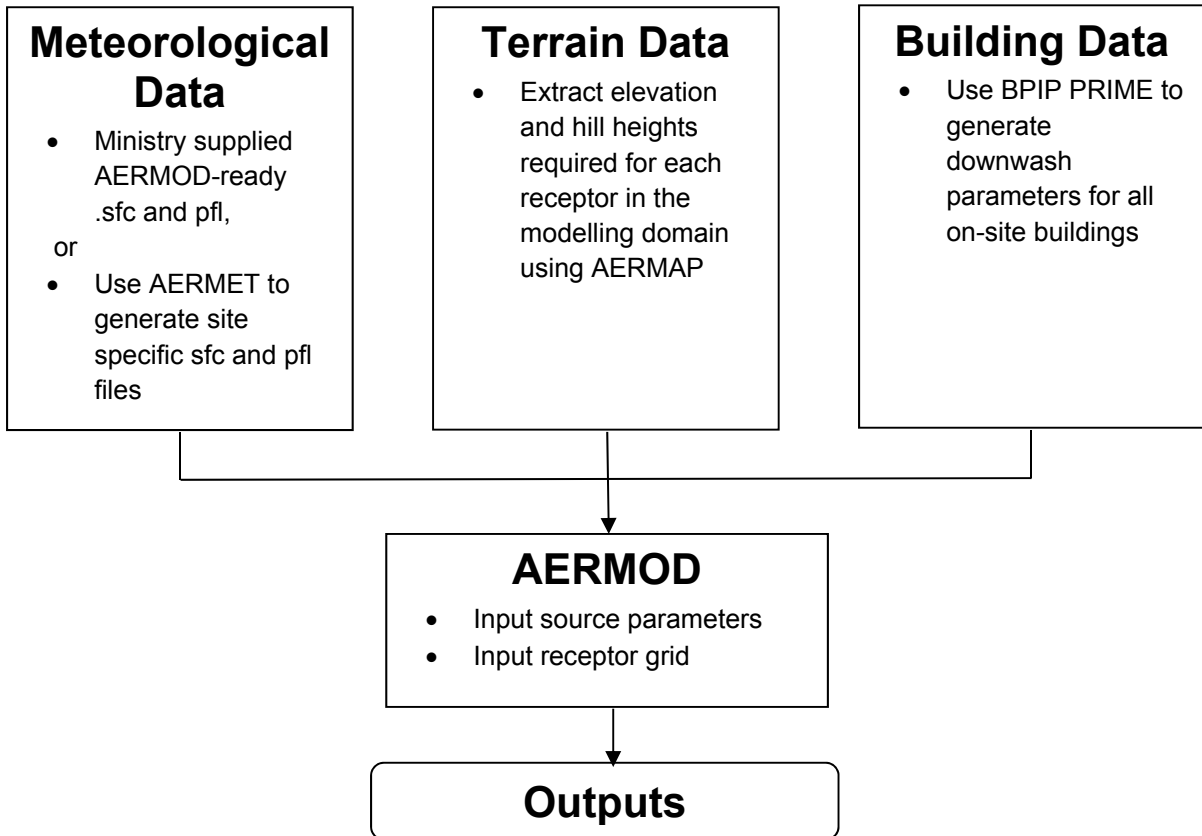 Meteorological
Data
• Ministry supplied
AERMOD-ready
.sfc and pfl,
or
• Use AERMET to
generate site
specific sfc and pfl
files
Terrain Data
• Extract elevation
and hill heights
required for each
receptor in the
modelling domain
using AERMAP
Building Data
• Use BPIP PRIME to
generate
downwash
parameters for all
on-site buildings
AERMOD
• Input source parameters
• Input receptor grid
Outputs